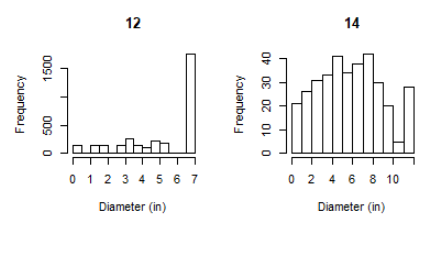 12
Frequency
0
500
1500
0 1 2 3 4 5 6 7
Diameter (in)
14
Frequency
0
10
20
30
40
0 2 4 6 8 10
Diameter (in)